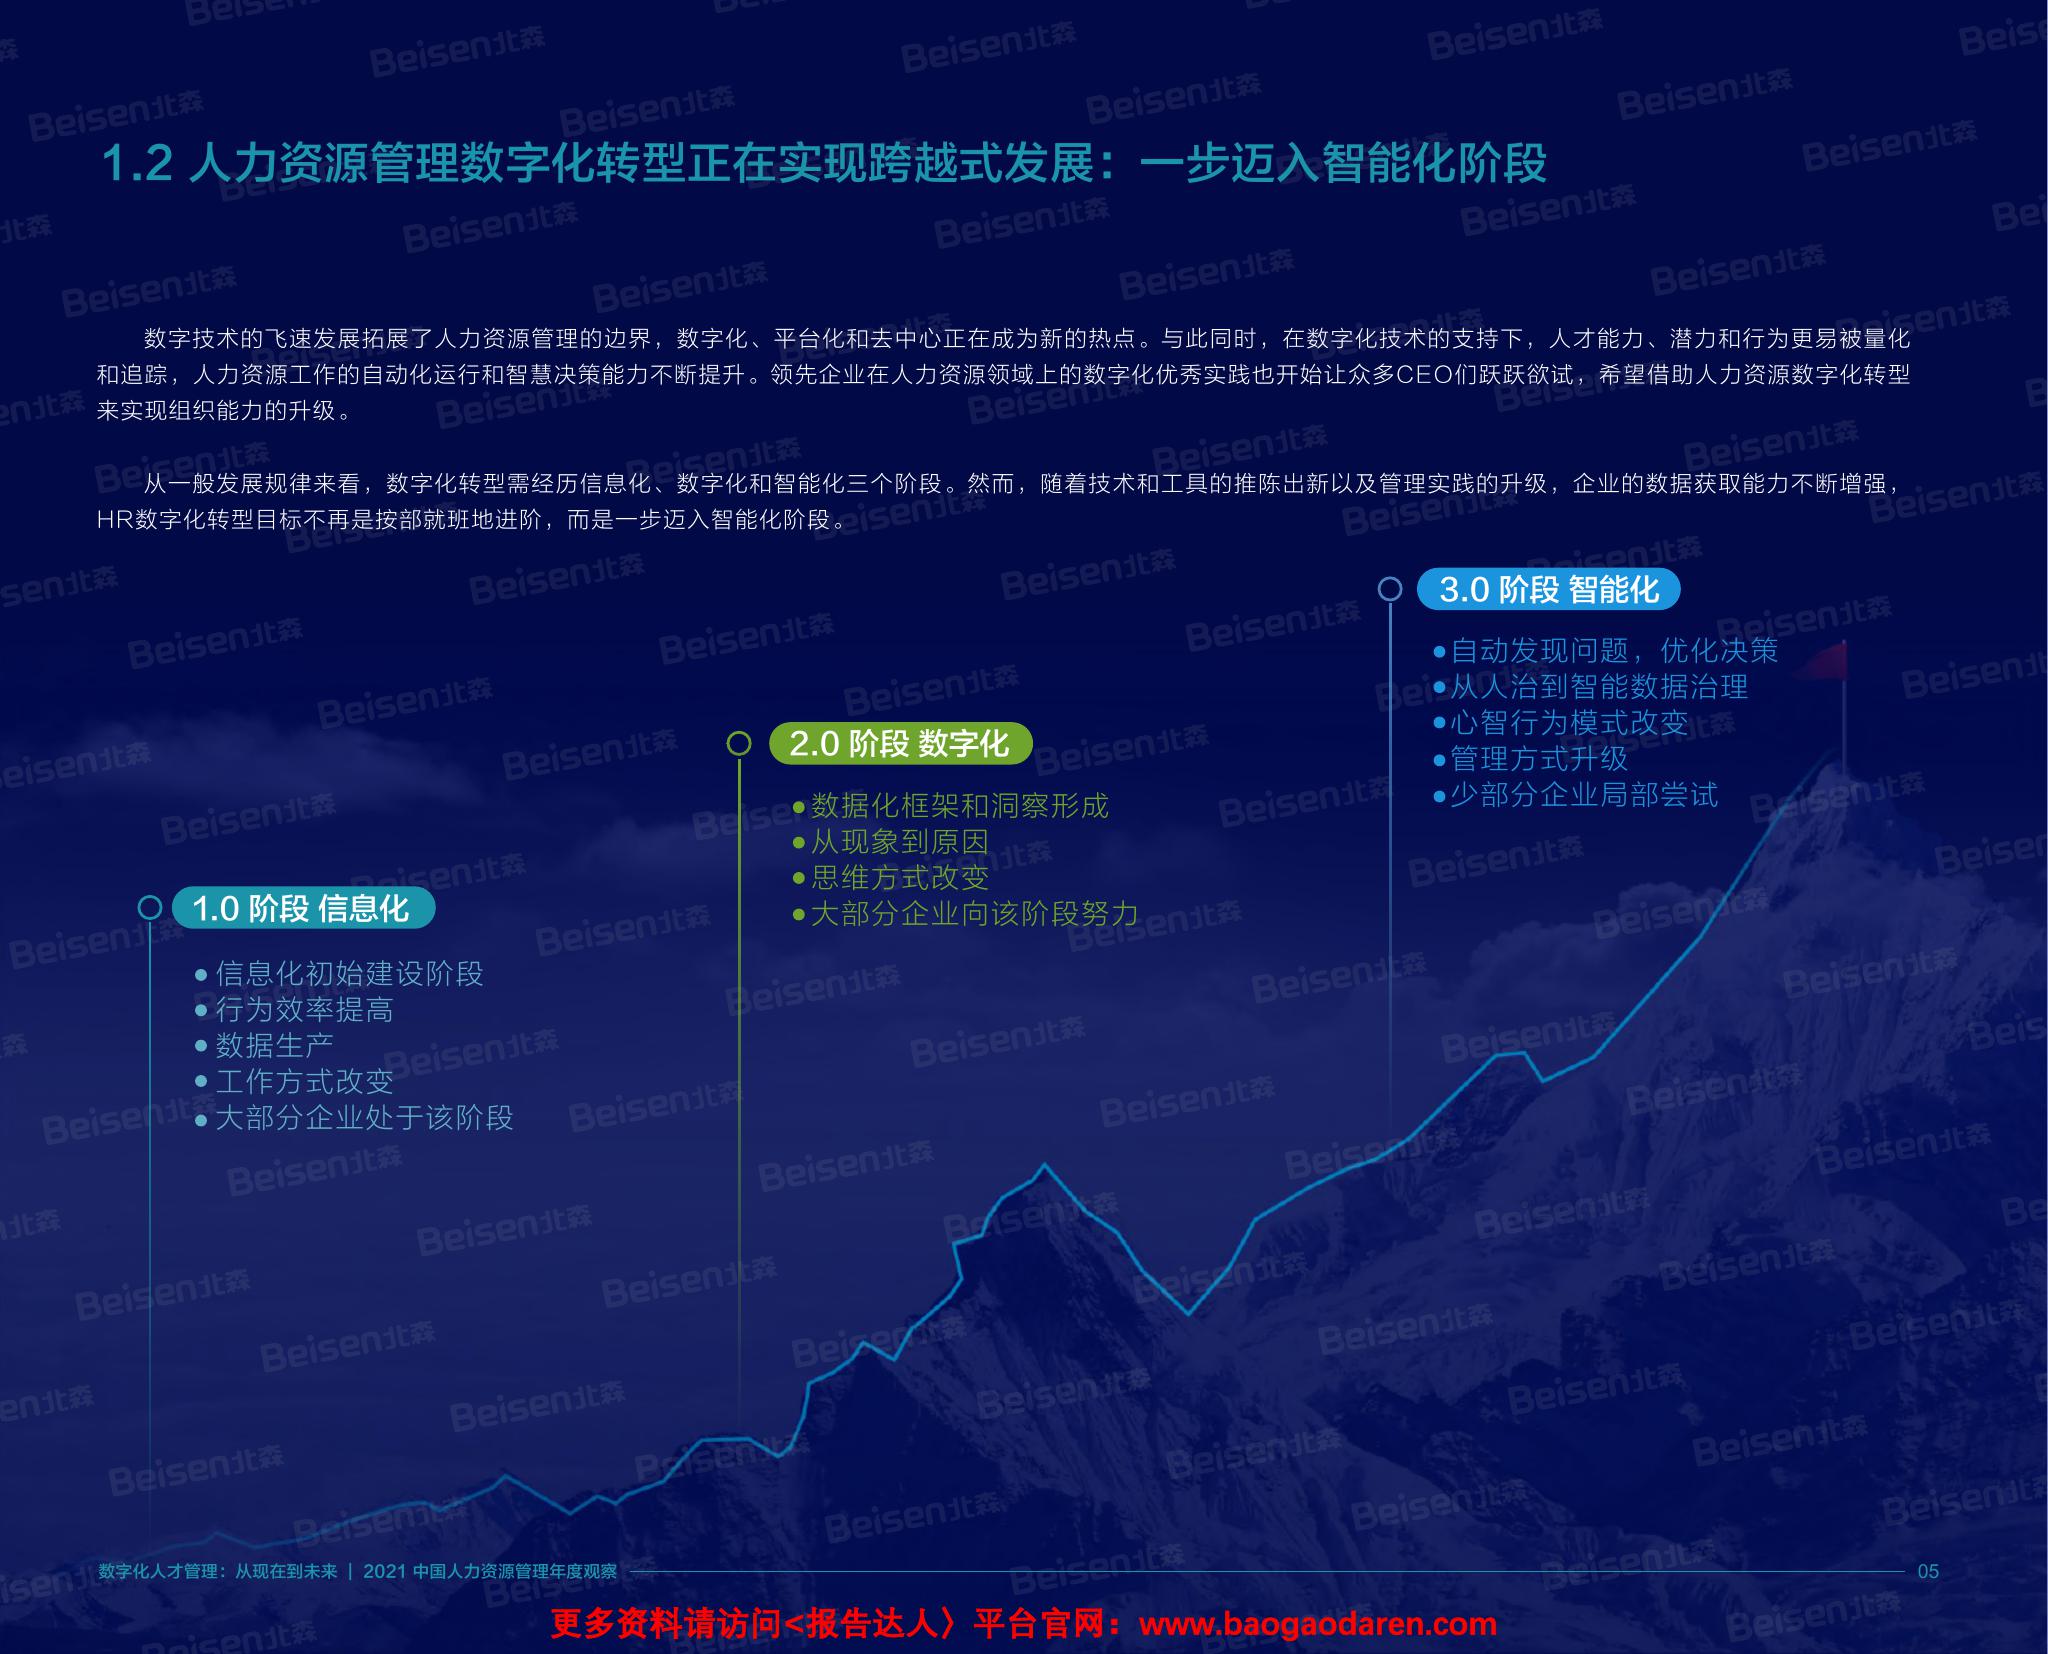 1.2 人力资源管理数字化转型正在实现跨越式发展：一步迈入智能化阶段
数字技术的飞速发展拓展了人力资源管理的边界，数字化、平台化和去中心正在成为新的热点。与此同时，在数字化技术的支持下，人才能力、潜力和行为更易被量化
和追踪，人力资源工作的自动化运行和智慧决策能力不断提升。领先企业在人力资源领域上的数字化优秀实践也开始让众多CEO们跃跃欲试，希望借助人力资源数字化转型
来实现组织能力的升级。
从一般发展规律来看，数字化转型需经历信息化、数字化和智能化三个阶段。然而，随着技术和工具的推陈出新以及管理实践的升级，企业的数据获取能力不断增强，
HR数字化转型目标不再是按部就班地进阶，而是一步迈入智能化阶段。
1.0 阶段 信息化
●信息化初始建设阶段
●行为效率提高
●数据生产
●工作方式改变
●大部分企业处于该阶段
2.0 阶段 数字化
●数据化框架和洞察形成
●从现象到原因
●思维方式改变
●大部分企业向该阶段努力
3.0 阶段 智能化
●自动发现问题，优化决策
●从人治到智能数据治理
●心智行为模式改变
●管理方式升级
●少部分企业局部尝试
数字化人才管理：从现在到未来 | 2021 中国人力资源管理年度观察
05
更多资料请访问<报告达人〉平台官网：www.baogaodaren.com
Beisen北森